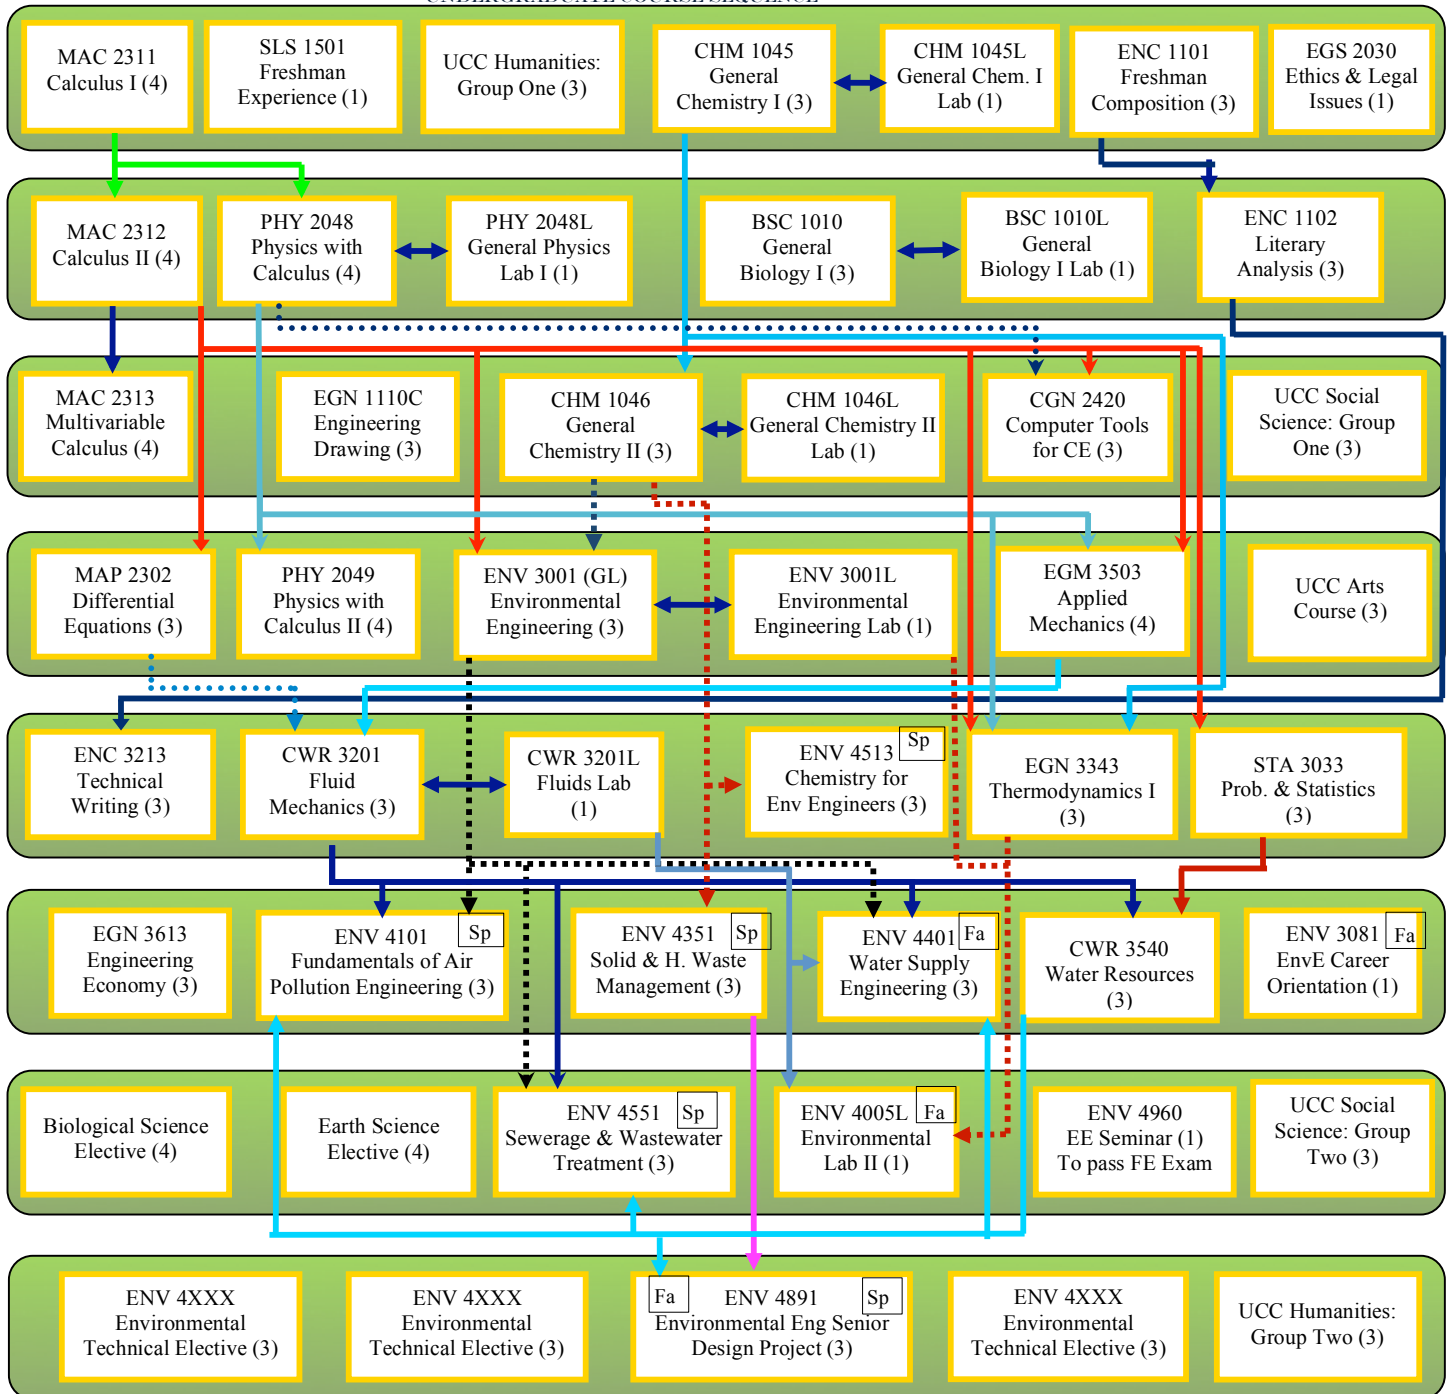 UNDERGRADUATE COURSE SEQUENCE
MAC 2311
Calculus I (4)
SLS 1501
Freshman
Experience (1)
UCC Humanities:
Group One (3)
CHM 1045
General
Chemistry I (3)
CHM 1045L
General Chem. I
Lab (1)
ENC 1101
Freshman
Composition (3)
EGS 2030
Ethics & Legal
Issues (1)
MAC 2312
Calculus II (4)
PHY 2048
Physics with
Calculus (4)
PHY 2048L
General Physics
Lab I (1)
BSC 1010
General
Biology I (3)
BSC 1010L
General
Biology I Lab (1)
ENC 1102
Literary
Analysis (3)
MAC 2313
Multivariable
Calculus (4)
EGN 1110C
Engineering
Drawing (3)
CHM 1046
General
Chemistry II (3)
CHM 1046L
General Chemistry II
Lab (1)
CGN 2420
Computer Tools
for CE (3)
UCC Social
Science: Group
One (3)
MAP 2302
Differential
Equations (3)
PHY 2049
Physics with
Calculus II (4)
ENV 3001 (GL)
Environmental
Engineering (3)
ENV 3001L
Environmental
Engineering Lab (1)
EGM 3503
Applied
Mechanics (4)
UCC Arts
Course (3)
ENC 3213
Technical
Writing (3)
CWR 3201
Fluid
Mechanics (3)
CWR 3201L
Fluids Lab
(1)
ENV 4513
Sp
Chemistry for
Env Engineers (3)
EGN 3343
Thermodynamics I
(3)
STA 3033
Prob. & Statistics
(3)
EGN 3613
Engineering
Economy (3)
ENV 4101
Sp
Fundamentals of Air
Pollution Engineering (3)
ENV 4351
Sp
Solid & H. Waste
Management (3)
ENV 4401
Fa
Water Supply
Engineering (3)
CWR 3540
Water Resources
(3)
ENV 3081
Fa
EnvE Career
Orientation (1)
Biological Science
Elective (4)
Earth Science
Elective (4)
ENV 4551
Sp
Sewerage & Wastewater
Treatment (3)
ENV 4005L
Fa
Environmental
Lab II (1)
ENV 4960
EE Seminar (1)
To pass FE Exam
UCC Social
Science: Group
Two (3)
ENV 4XXX
Environmental
Technical Elective (3)
ENV 4XXX
Environmental
Technical Elective (3)
Fa
ENV 4891
Sp
Environmental Eng Senior
Design Project (3)
ENV 4XXX
Environmental
Technical Elective (3)
UCC Humanities:
Group Two (3)